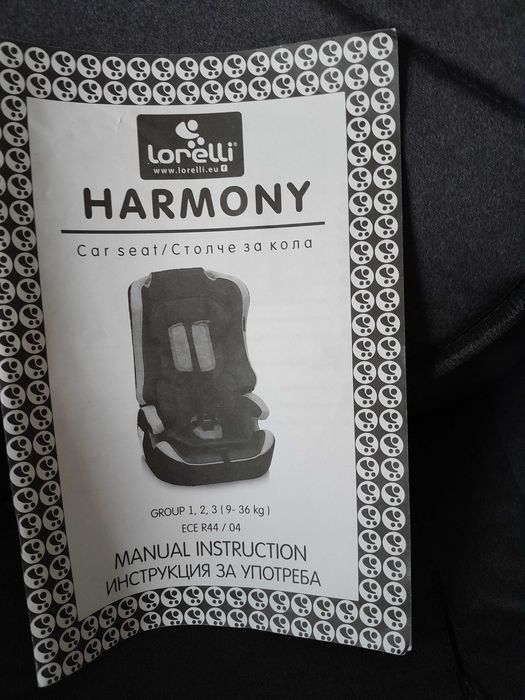 Lorelli®
www.lorelli.eu f
HARMONY
Car seat/Столче за кола
GROUP 1, 2, 3 ( 9- 36 kg )
ECE R44 / 04
MANUAL INSTRUCTION
ИНСТРУКЦИЯ ЗА УПОТРЕБА